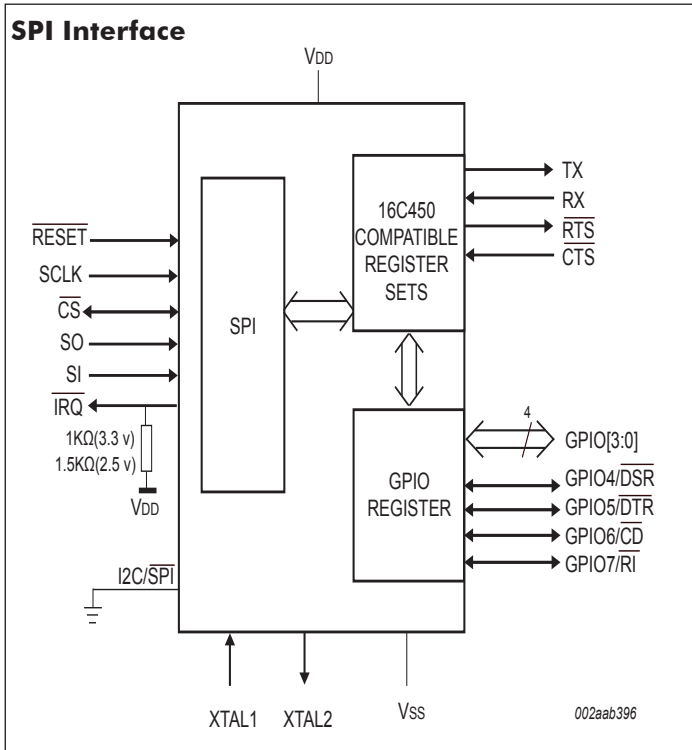 SPI Interface
VDD
RESET
SCLK
CS
SO
SI
IRQ
1KΩ(3.3 v)
1.5KΩ(2.5 v)
VDD
I2C/SPI
SPI
16C450
COMPATIBLE
REGISTER
SETS
GPIO
REGISTER
TX
RX
RTS
CTS
4
GPIO[3:0]
GPIO4/DSR
GPIO5/DTR
GPIO6/CD
GPIO7/RI
XTAL1
XTAL2
VSS
002aab396